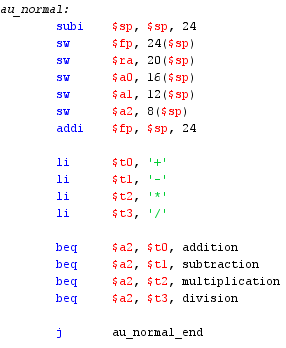 au_normal:
subi $sp, $sp, 24
sw $fp, 24($sp)
sw $ra, 20($sp)
sw $a0, 16($sp)
sw $a1, 12($sp)
sw $a2, 8($sp)
addi $fp, $sp, 24
li $t0, '+'
li $t1, '-'
li $t2, '*'
li $t3, '/'
beq $a2, $t0, addition
beq $a2, $t1, subtraction
beq $a2, $t2, multiplication
beq $a2, $t3, division
j au_normal_end